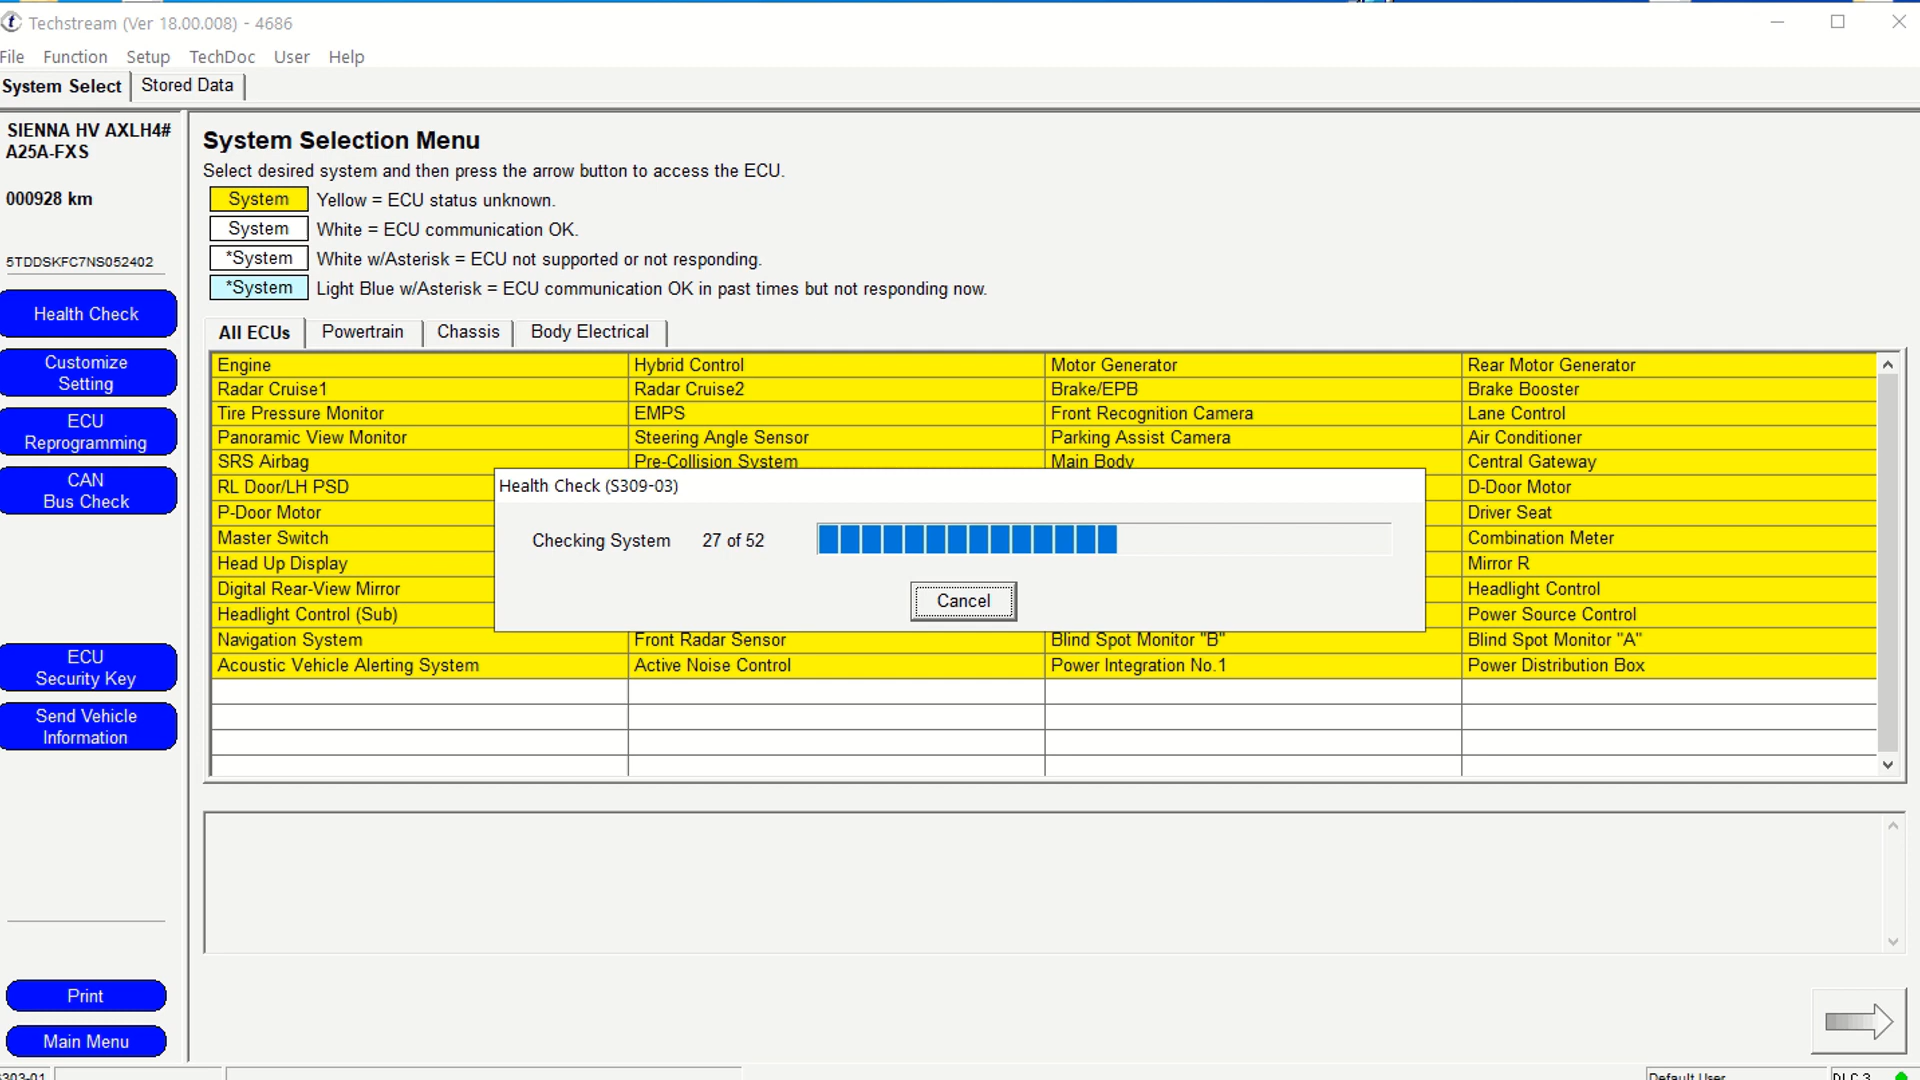 Techstream (Ver 18.00.008) - 4686
File Function Setup TechDoc User Help
System Select Stored Data
SIENNA HV AXLH4#
A25A-FXS
000928 km
5TDDSKFC7NS052402
Health Check
Customize
Setting
ECU
Reprogramming
CAN
Bus Check
ECU
Security Key
Send Vehicle
Information
Print
Main Menu
System Selection Menu
Select desired system and then press the arrow button to access the ECU.
System Yellow = ECU status unknown.
System White = ECU communication OK.
*System White w/Asterisk = ECU not supported or not responding.
*System Light Blue w/Asterisk = ECU communication OK in past times but not responding now.
All ECUs Powertrain Chassis Body Electrical
Engine Hybrid Control Motor Generator Rear Motor Generator
Radar Cruise1 Radar Cruise2 Brake/EPB Brake Booster
Tire Pressure Monitor EMPS Front Recognition Camera Lane Control
Panoramic View Monitor Steering Angle Sensor Parking Assist Camera Air Conditioner
SRS Airbag Pre-Collision System Main Body Central Gateway
RL Door/LH PSD D-Door Motor
P-Door Motor Driver Seat
Master Switch Combination Meter
Head Up Display Mirror R
Digital Rear-View Mirror Headlight Control
Headlight Control (Sub) Power Source Control
Navigation System Front Radar Sensor Blind Spot Monitor "B" Blind Spot Monitor "A"
Acoustic Vehicle Alerting System Active Noise Control Power Integration No.1 Power Distribution Box
Health Check (S309-03)
Checking System 27 of 52
Cancel
S303-01 Default User DLC 3